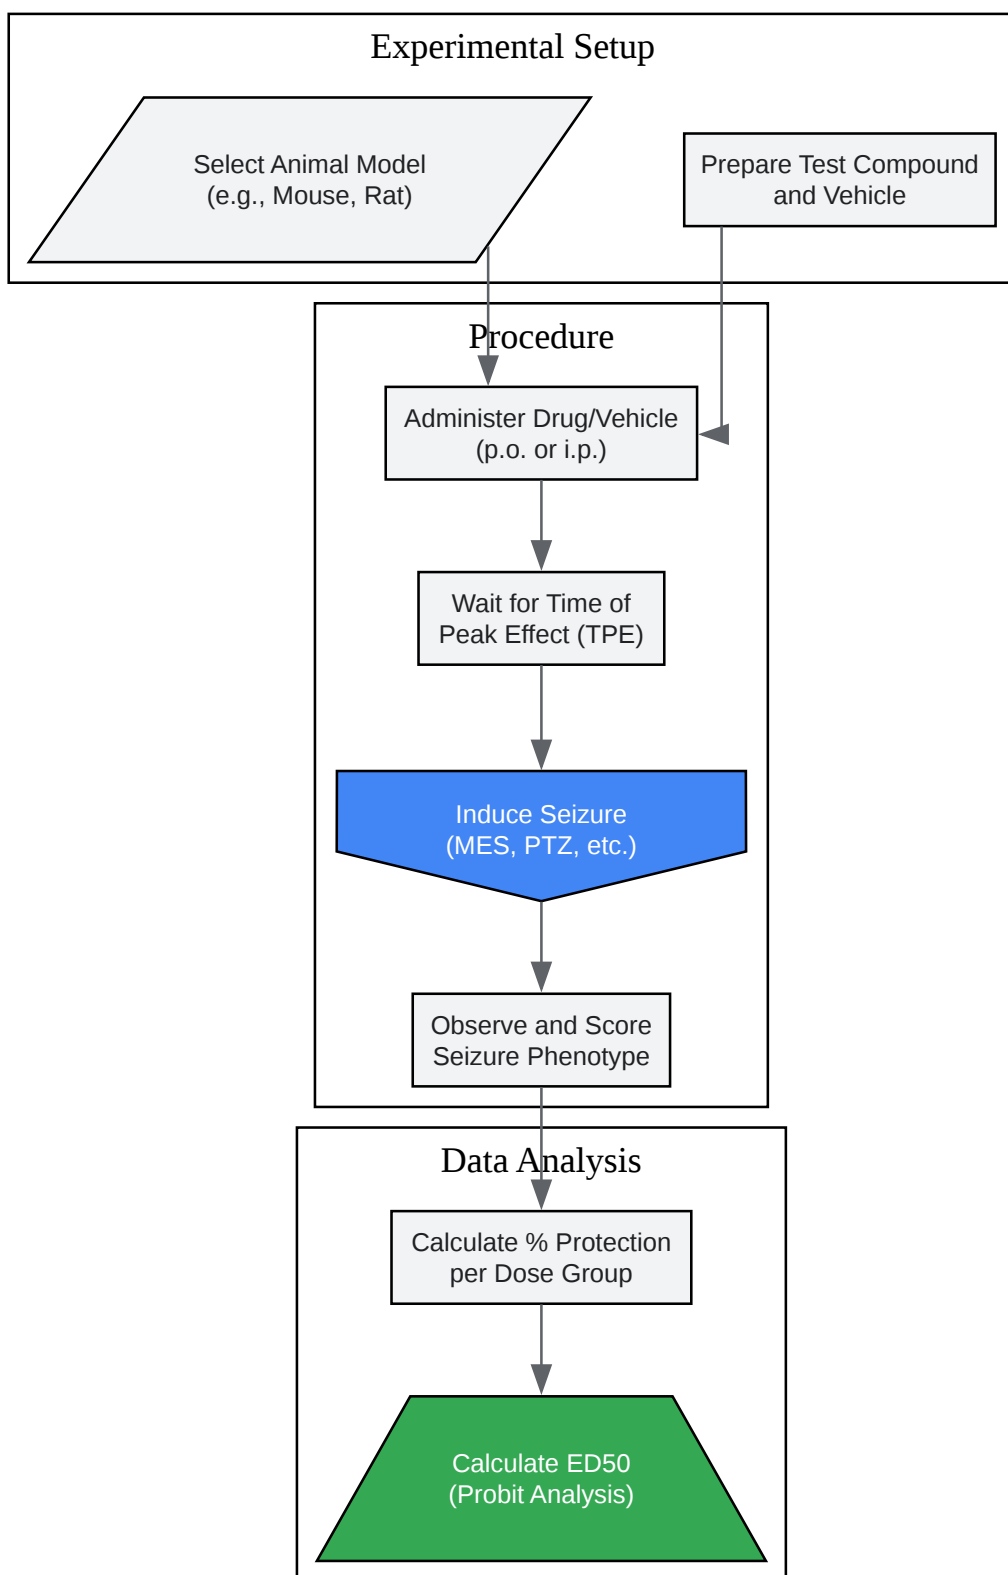 Experimental Setup
Select Animal Model
(e.g., Mouse, Rat)
Prepare Test Compound
and Vehicle
Procedure
Administer Drug/Vehicle
(p.o. or i.p.)
Wait for Time of
Peak Effect (TPE)
Induce Seizure
(MES, PTZ, etc.)
Observe and Score
Seizure Phenotype
Data Analysis
Calculate % Protection
per Dose Group
Calculate ED50
(Probit Analysis)